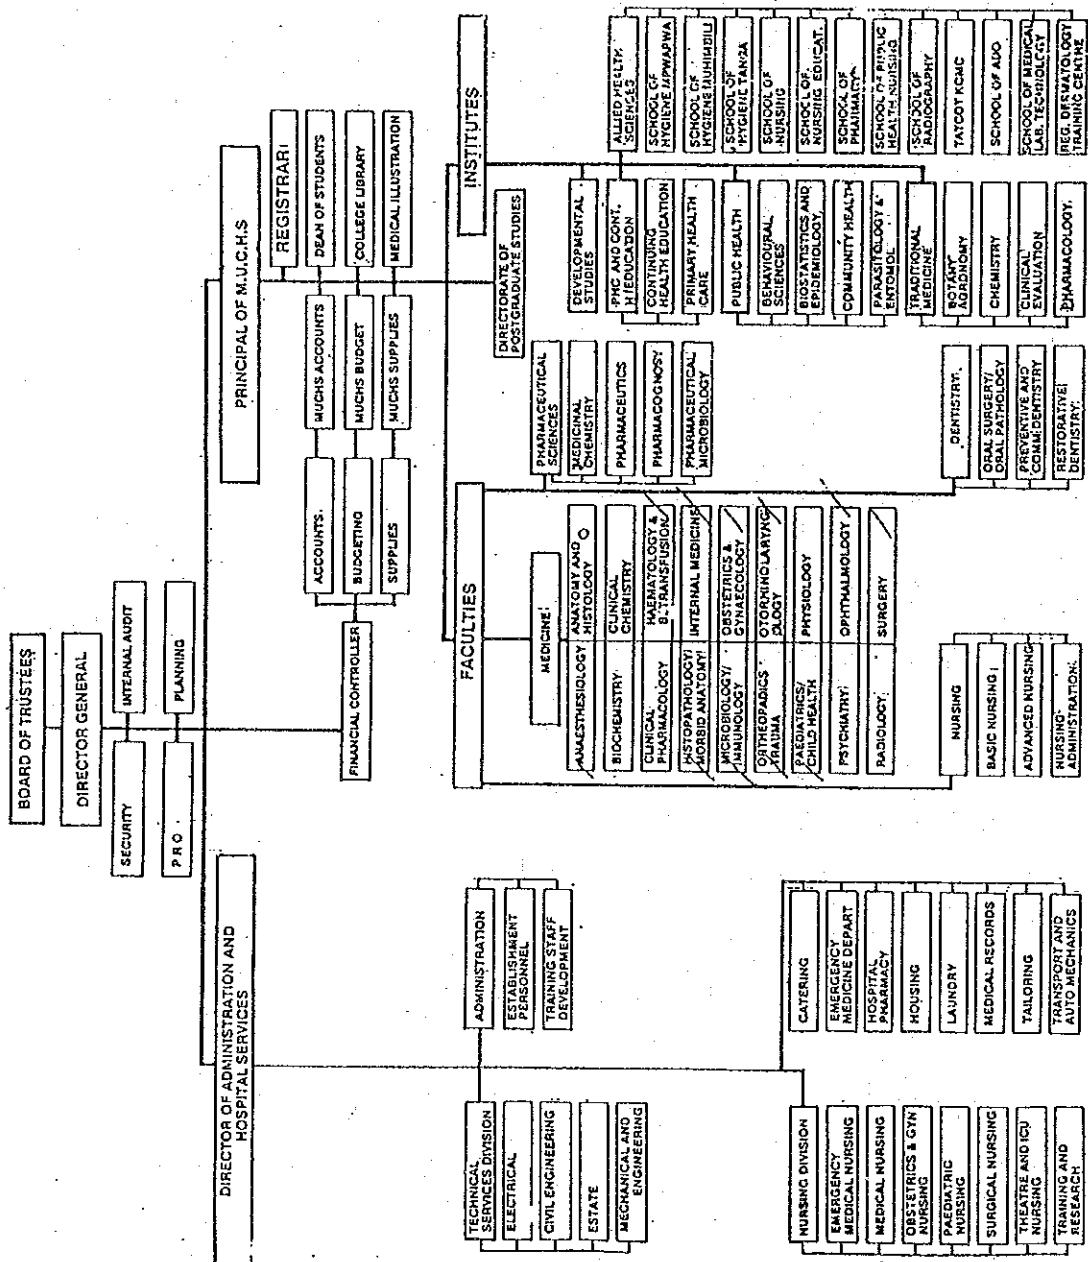 BOARD OF TRUSTEES
DIRECTOR GENERAL
SECURITY
INTERNAL AUDIT
P R O
PLANNING
DIRECTOR OF ADMINISTRATION AND
HOSPITAL SERVICES
PRINCIPAL OF M.U.C.H.S
REGISTRAR
FINANCIAL CONTROLLER
ACCOUNTS.
BUDGETING
SUPPLIES
MUCHS ACCOUNTS
MUCHS BUDGET
MUCHS SUPPLIES
DEAN OF STUDENTS
COLLEGE LIBRARY
MEDICAL ILLUSTRATION
TECHNICAL
SERVICES DIVISION
ELECTRICAL
CIVIL ENGINEERING
ESTATE
MECHANICAL AND
ENGINEERING
ADMINISTRATION
ESTABLISHMENT
PERSONNEL
TRAINING STAFF
DEVELOPMENT
FACULTIES
DIRECTORATE OF
POSTGRADUATE STUDIES
INSTITUTES
MEDICINE
ANAESTHESIOLOGY
BIOCHEMISTRY
CLINICAL
PHARMACOLOGY
HISTOPATHOLOGY/
MORBID ANATOMY
MICROBIOLOGY/
IMMUNOLOGY
ORTHEOPADICS
TRAUMA
PAEDIATRICS/
CHILD HEALTH
PSYCHIATRY
RADIOLOGY
ANATOMY AND
HISTOLOGY
CLINICAL
CHEMISTRY
HAEMATOLOGY &
B. TRANSFUSION
INTERNAL MEDICINE
OBSTETRICS &
GYNAECOLOGY
OTORHINOLARYNG
OLOGY
PHYSIOLOGY
OPHTHALMOLOGY
SURGERY
PHARMACEUTICAL
SCIENCES
MEDICINAL
CHEMISTRY
PHARMACEUTICS
PHARMACOGNOSY
PHARMACEUTICAL
MICROBIOLOGY
DEVELOPMENTAL
STUDIES
PHC AND CONT.
H/EDUCATION
CONTINUING
HEALTH EDUCATION
PRIMARY HEALTH
CARE
PUBLIC HEALTH
BEHAVIOURAL
SCIENCES
BIOSTATISTICS AND
EPIDEMIOLOGY
COMMUNITY HEALTH
PARASITOLOGY &
ENTOMOL
TRADITIONAL
MEDICINE
BOTANY
AGRONOMY
CHEMISTRY
CLINICAL
EVALUATION
PHARMACOLOGY.
ALLIED HEALTH
SCIENCES
SCHOOL OF
HYGIENE MPWAPWA
SCHOOL OF
HYGIENE MUHIMBILI
SCHOOL OF
HYGIENE TANGA
SCHOOL OF
NURSING
SCHOOL OF
NURSING EDUCAT.
SCHOOL OF
PHARMACY
SCHOOL OF PUBLIC
HEALTH NURSING
SCHOOL OF
RADIOGRAPHY
TATCOT KCMC
SCHOOL OF ADO
SCHOOL OF MEDICAL
LAB. TECHNOLOGY
REG. DERMATOLOGY
TRAINING CENTRE
NURSING DIVISION
EMERGENCY
MEDICAL NURSING
MEDICAL NURSING
OBSTETRICS & GYN
NURSING
PAEDIATRIC
NURSING
SURGICAL NURSING
THEATRE AND ICU
NURSING
TRAINING AND
RESEARCH
CATERING
EMERGENCY
MEDICINE DEPART
HOSPITAL
PHARMACY
HOUSING
LAUNDRY
MEDICAL RECORDS
TAILORING
TRANSPORT AND
AUTO MECHANICS
NURSING
BASIC NURSING
ADVANCED NURSING
NURSING
ADMINISTRATION
DENTISTRY
ORAL SURGERY/
ORAL PATHOLOGY
PREVENTIVE AND
COMM/DENTISTRY
RESTORATIVE
DENTISTRY